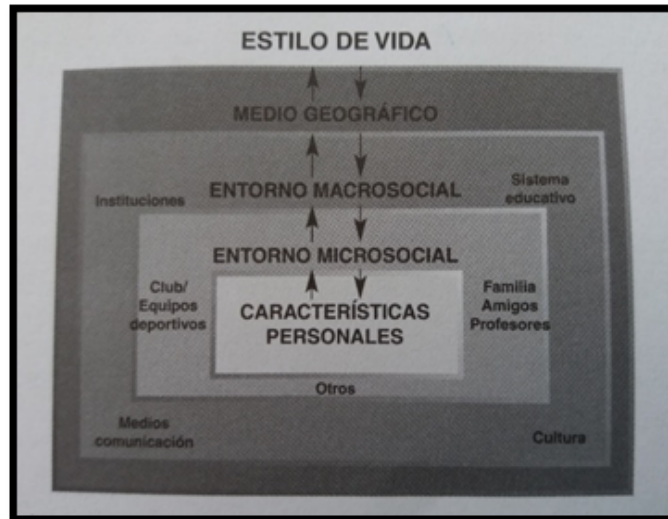 ESTILO DE VIDA
MEDIO GEOGRÁFICO
Instituciones
ENTORNO MACROSOCIAL
Sistema
educativo
ENTORNO MICROSOCIAL
Club/
Equipos
deportivos
CARACTERÍSTICAS
PERSONALES
Familia
Amigos
Profesores
Otros
Medios
comunicación
Cultura